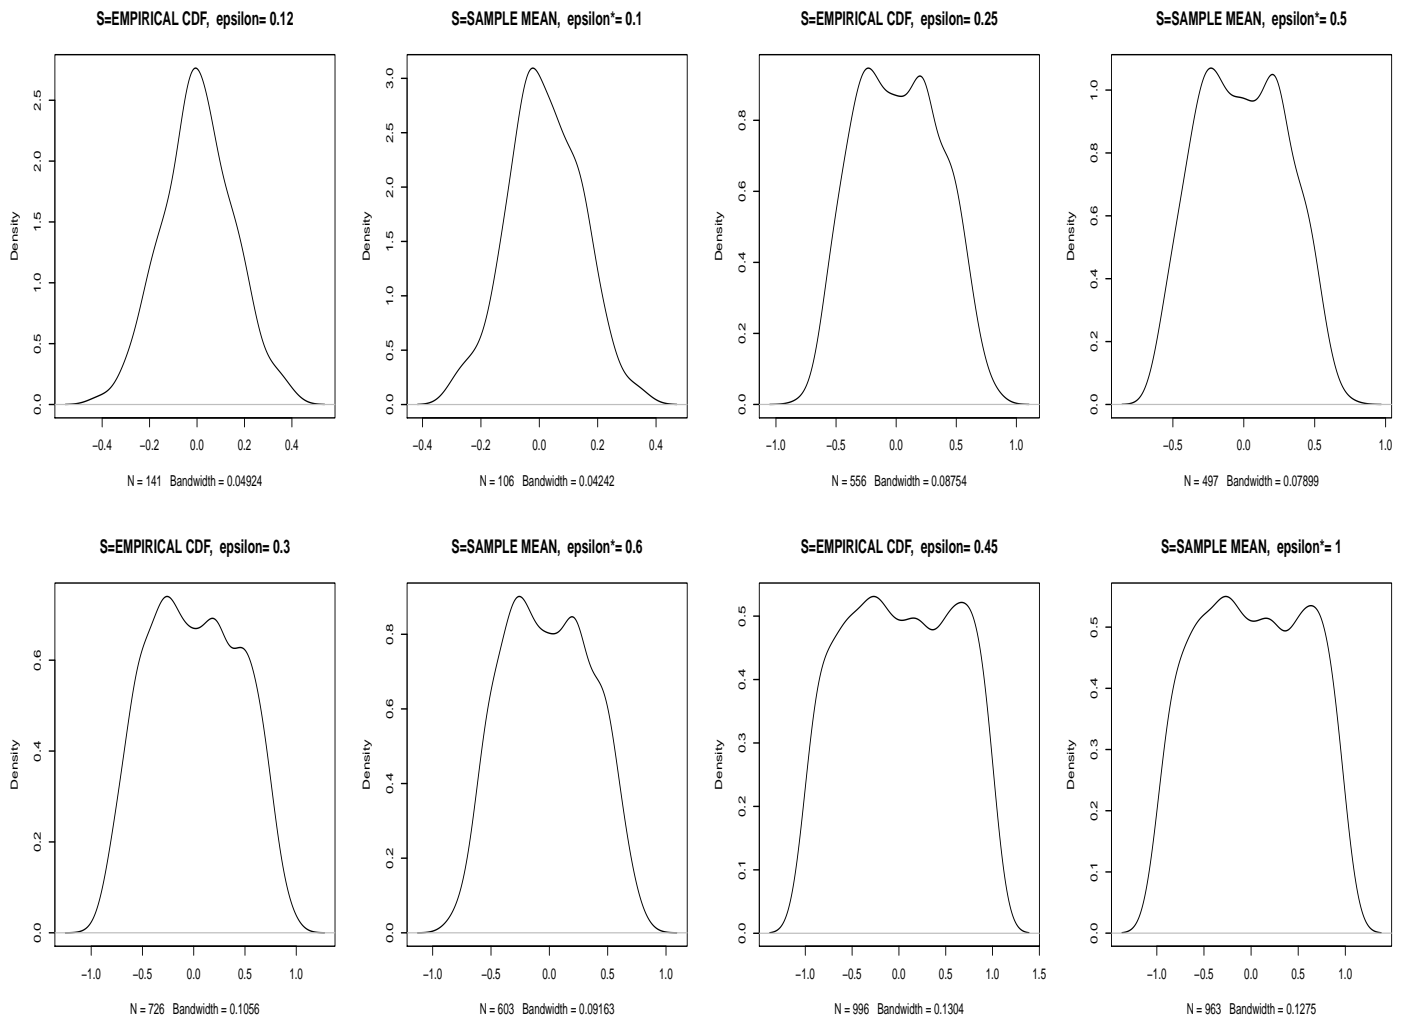 S=EMPIRICAL CDF, epsilon= 0.12
Density
0.0 0.5 1.0 1.5 2.0 2.5
−0.4 −0.2 0.0 0.2 0.4
N = 141 Bandwidth = 0.04924
S=SAMPLE MEAN, epsilon*= 0.1
Density
0.0 0.5 1.0 1.5 2.0 2.5 3.0
−0.4 −0.2 0.0 0.2 0.4
N = 106 Bandwidth = 0.04242
S=EMPIRICAL CDF, epsilon= 0.25
Density
0.0 0.2 0.4 0.6 0.8
−1.0 −0.5 0.0 0.5 1.0
N = 556 Bandwidth = 0.08754
S=SAMPLE MEAN, epsilon*= 0.5
Density
0.0 0.2 0.4 0.6 0.8 1.0
−0.5 0.0 0.5 1.0
N = 497 Bandwidth = 0.07899
S=EMPIRICAL CDF, epsilon= 0.3
Density
0.0 0.2 0.4 0.6
−1.0 −0.5 0.0 0.5 1.0
N = 726 Bandwidth = 0.1056
S=SAMPLE MEAN, epsilon*= 0.6
Density
0.0 0.2 0.4 0.6 0.8
−1.0 −0.5 0.0 0.5 1.0
N = 603 Bandwidth = 0.09163
S=EMPIRICAL CDF, epsilon= 0.45
Density
0.0 0.1 0.2 0.3 0.4 0.5
−1.0 −0.5 0.0 0.5 1.0 1.5
N = 996 Bandwidth = 0.1304
S=SAMPLE MEAN, epsilon*= 1
Density
0.0 0.1 0.2 0.3 0.4 0.5
−1.0 −0.5 0.0 0.5 1.0
N = 963 Bandwidth = 0.1275